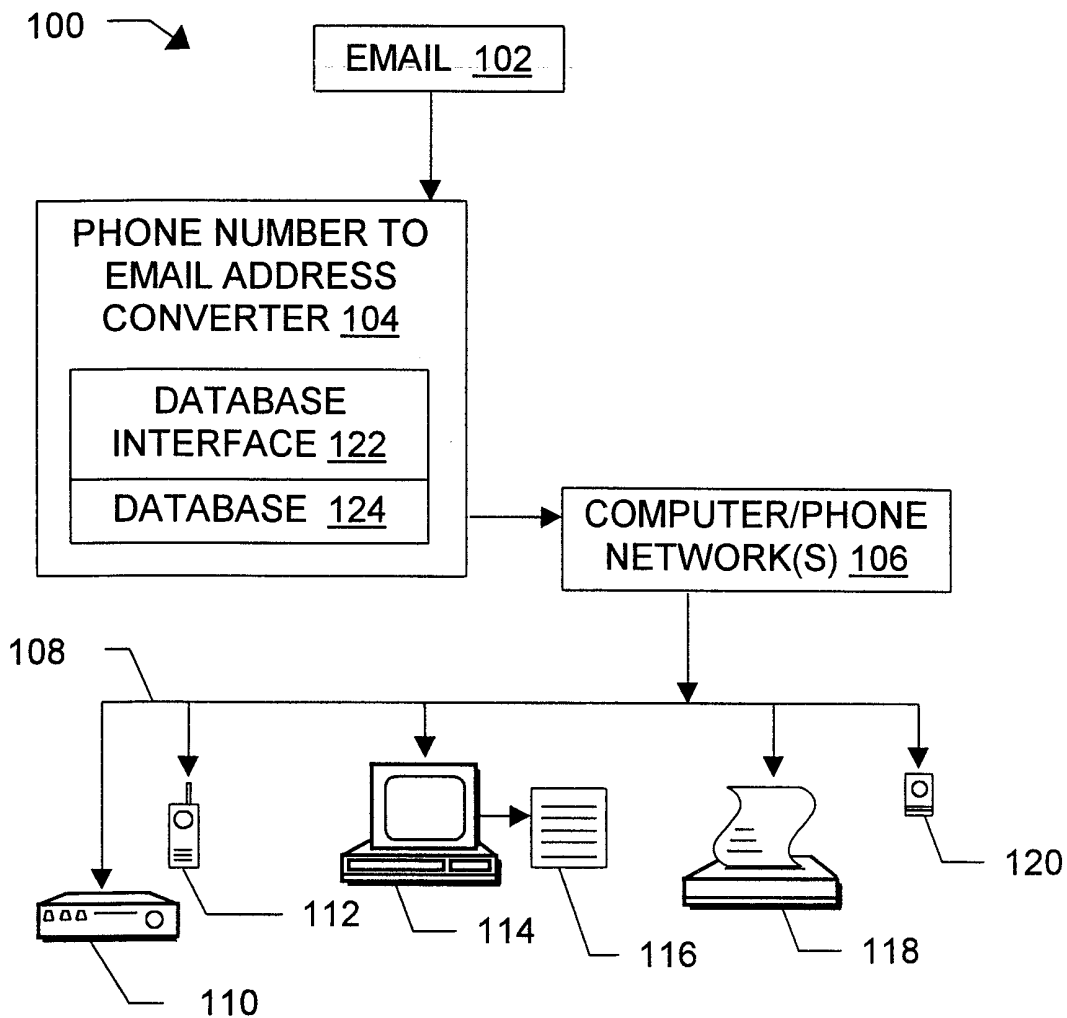 100
EMAIL 102
PHONE NUMBER TO
EMAIL ADDRESS
CONVERTER 104
DATABASE
INTERFACE 122
DATABASE 124
COMPUTER/PHONE
NETWORK(S) 106
108
110
112
114
116
118
120